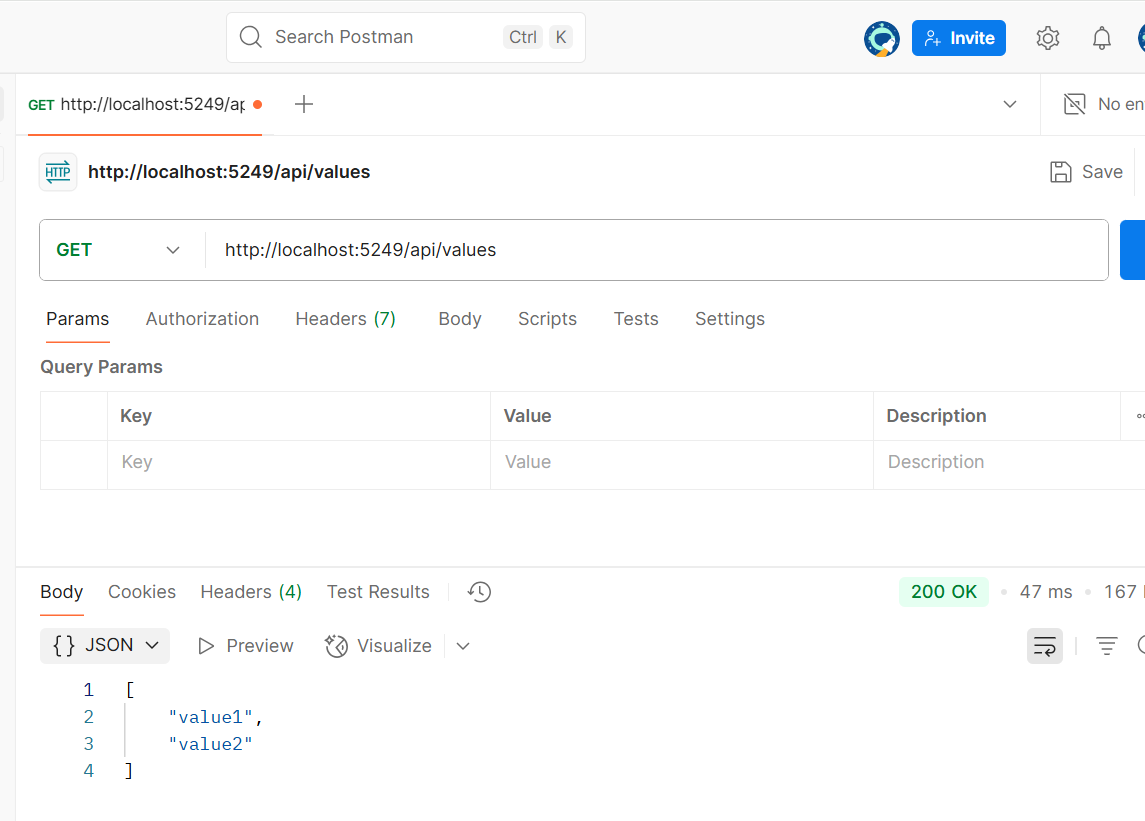 Search Postman Ctrl K Invite
GET http://localhost:5249/ap No en
HTTP http://localhost:5249/api/values Save
GET http://localhost:5249/api/values
Params Authorization Headers (7) Body Scripts Tests Settings
Query Params
Key Value Description
Key Value Description
Body Cookies Headers (4) Test Results 200 OK 47 ms 167
{} JSON Preview Visualize
1 [
2 "value1",
3 "value2"
4 ]